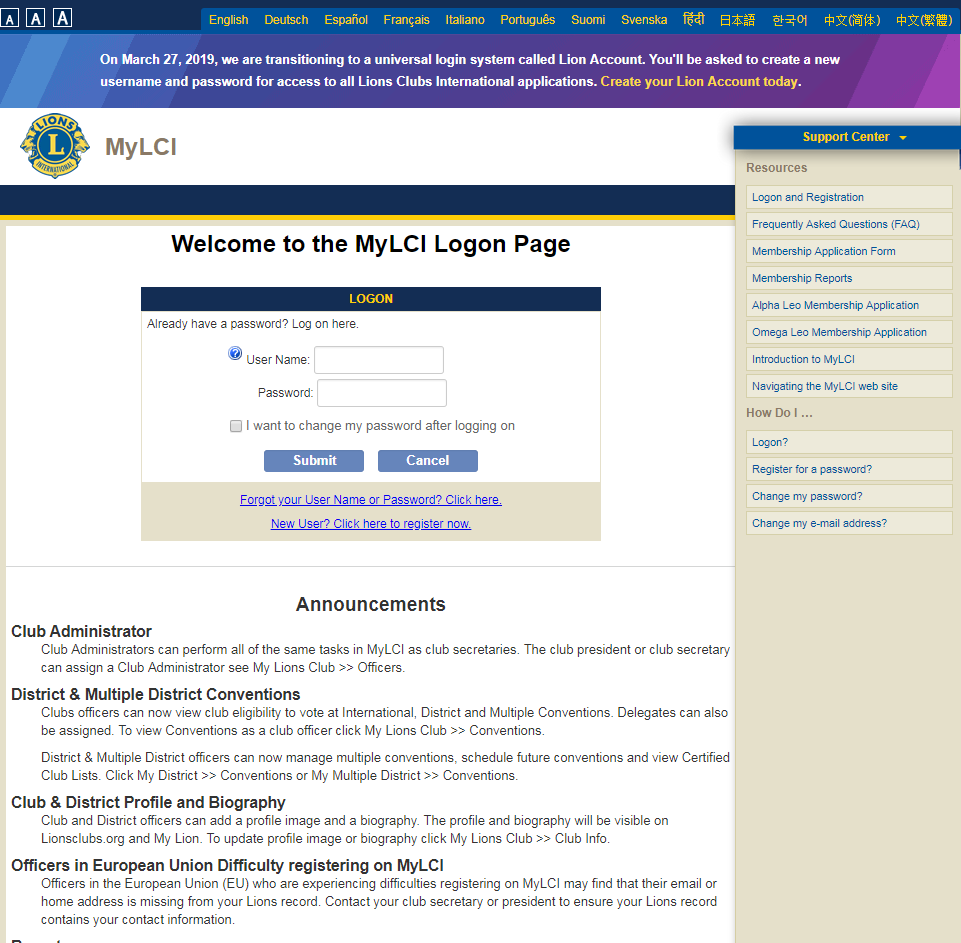 A A A
English Deutsch Español Français Italiano Português Suomi Svenska हिंदी 日本語 한국어 中文(简体) 中文(繁體)
On March 27, 2019, we are transitioning to a universal login system called Lion Account. You'll be asked to create a new
username and password for access to all Lions Clubs International applications. Create your Lion Account today.
LIONS
L
INTERNATIONAL
MyLCI
Support Center
Resources
Logon and Registration
Frequently Asked Questions (FAQ)
Membership Application Form
Membership Reports
Alpha Leo Membership Application
Omega Leo Membership Application
Introduction to MyLCI
Navigating the MyLCI web site
How Do I ...
Logon?
Register for a password?
Change my password?
Change my e-mail address?
Welcome to the MyLCI Logon Page
LOGON
Already have a password? Log on here.
? User Name:
Password:
I want to change my password after logging on
Submit Cancel
Forgot your User Name or Password? Click here.
New User? Click here to register now.
Announcements
Club Administrator
Club Administrators can perform all of the same tasks in MyLCI as club secretaries. The club president or club secretary
can assign a Club Administrator see My Lions Club >> Officers.
District & Multiple District Conventions
Clubs officers can now view club eligibility to vote at International, District and Multiple Conventions. Delegates can also
be assigned. To view Conventions as a club officer click My Lions Club >> Conventions.
District & Multiple District officers can now manage multiple conventions, schedule future conventions and view Certified
Club Lists. Click My District >> Conventions or My Multiple District >> Conventions.
Club & District Profile and Biography
Club and District officers can add a profile image and a biography. The profile and biography will be visible on
Lionsclubs.org and My Lion. To update profile image or biography click My Lions Club >> Club Info.
Officers in European Union Difficulty registering on MyLCI
Officers in the European Union (EU) who are experiencing difficulties registering on MyLCI may find that their email or
home address is missing from your Lions record. Contact your club secretary or president to ensure your Lions record
contains your contact information.